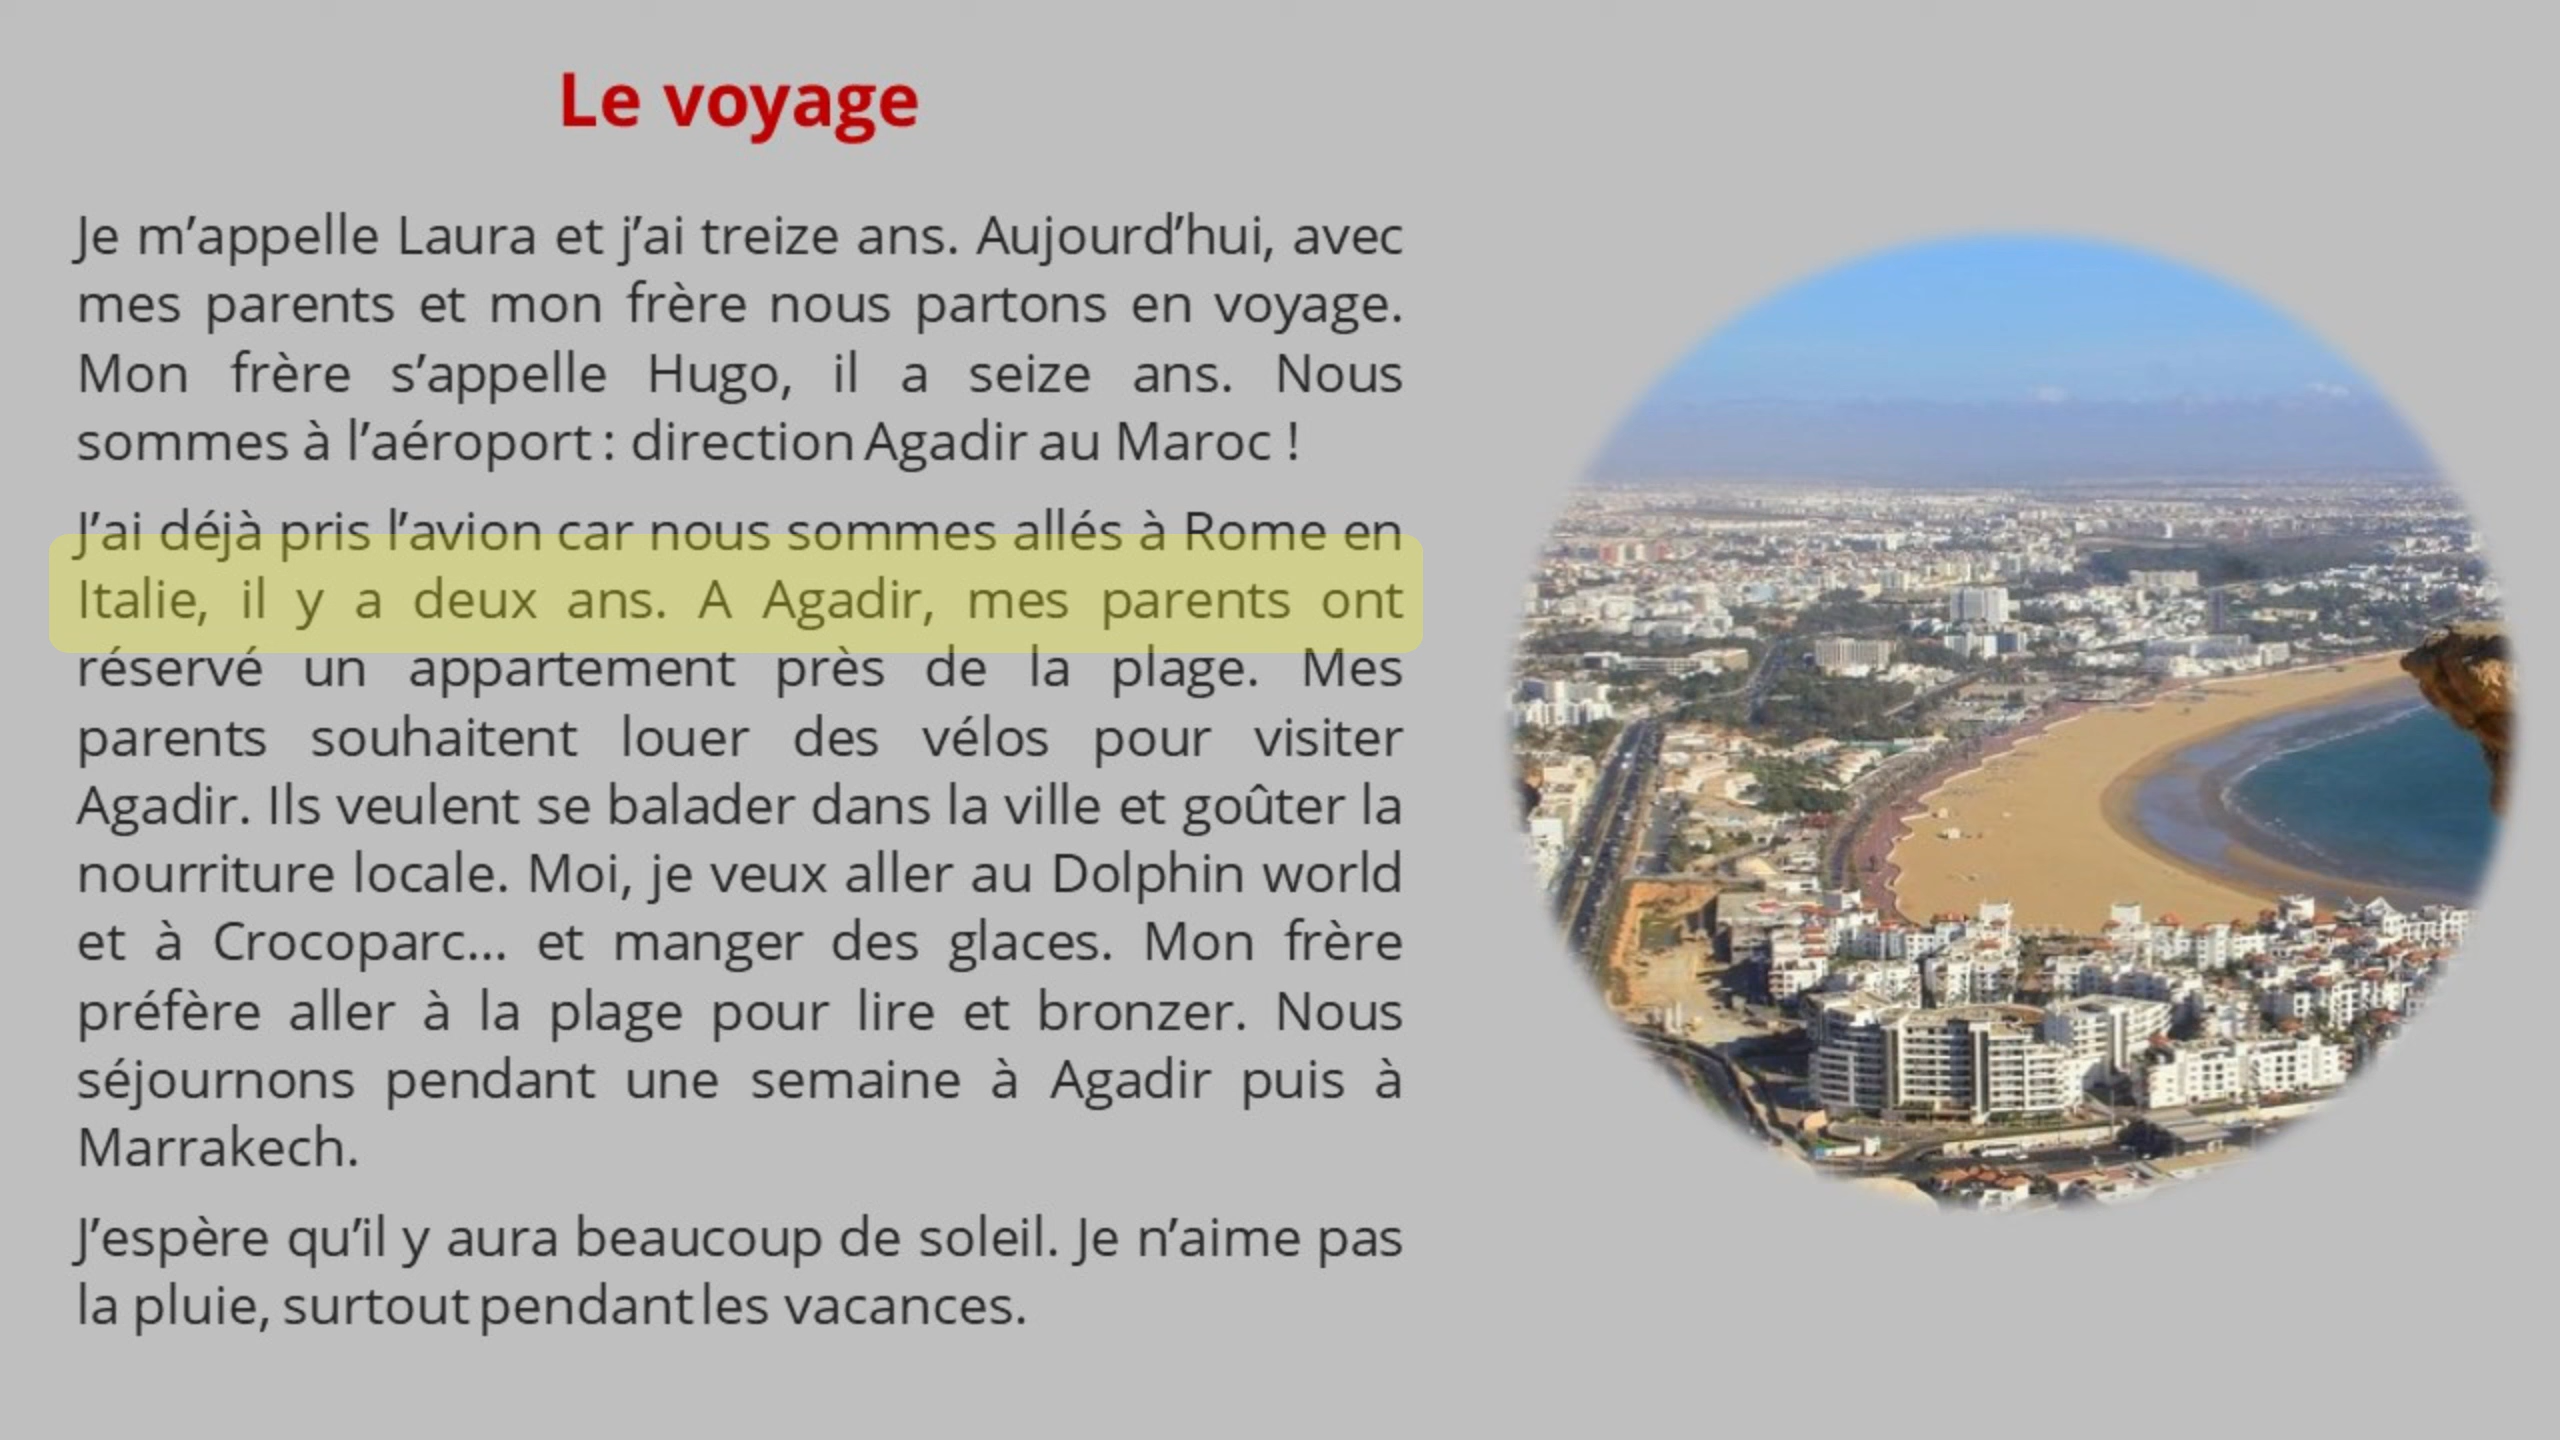 Le voyage
Je m’appelle Laura et j’ai treize ans. Aujourd’hui, avec
mes parents et mon frère nous partons en voyage.
Mon frère s’appelle Hugo, il a seize ans. Nous
sommes à l’aéroport : direction Agadir au Maroc !
J’ai déjà pris l’avion car nous sommes allés à Rome en
Italie, il y a deux ans. A Agadir, mes parents ont
réservé un appartement près de la plage. Mes
parents souhaitent louer des vélos pour visiter
Agadir. Ils veulent se balader dans la ville et goûter la
nourriture locale. Moi, je veux aller au Dolphin world
et à Crocoparc… et manger des glaces. Mon frère
préfère aller à la plage pour lire et bronzer. Nous
séjournons pendant une semaine à Agadir puis à
Marrakech.
J’espère qu’il y aura beaucoup de soleil. Je n’aime pas
la pluie, surtout pendant les vacances.